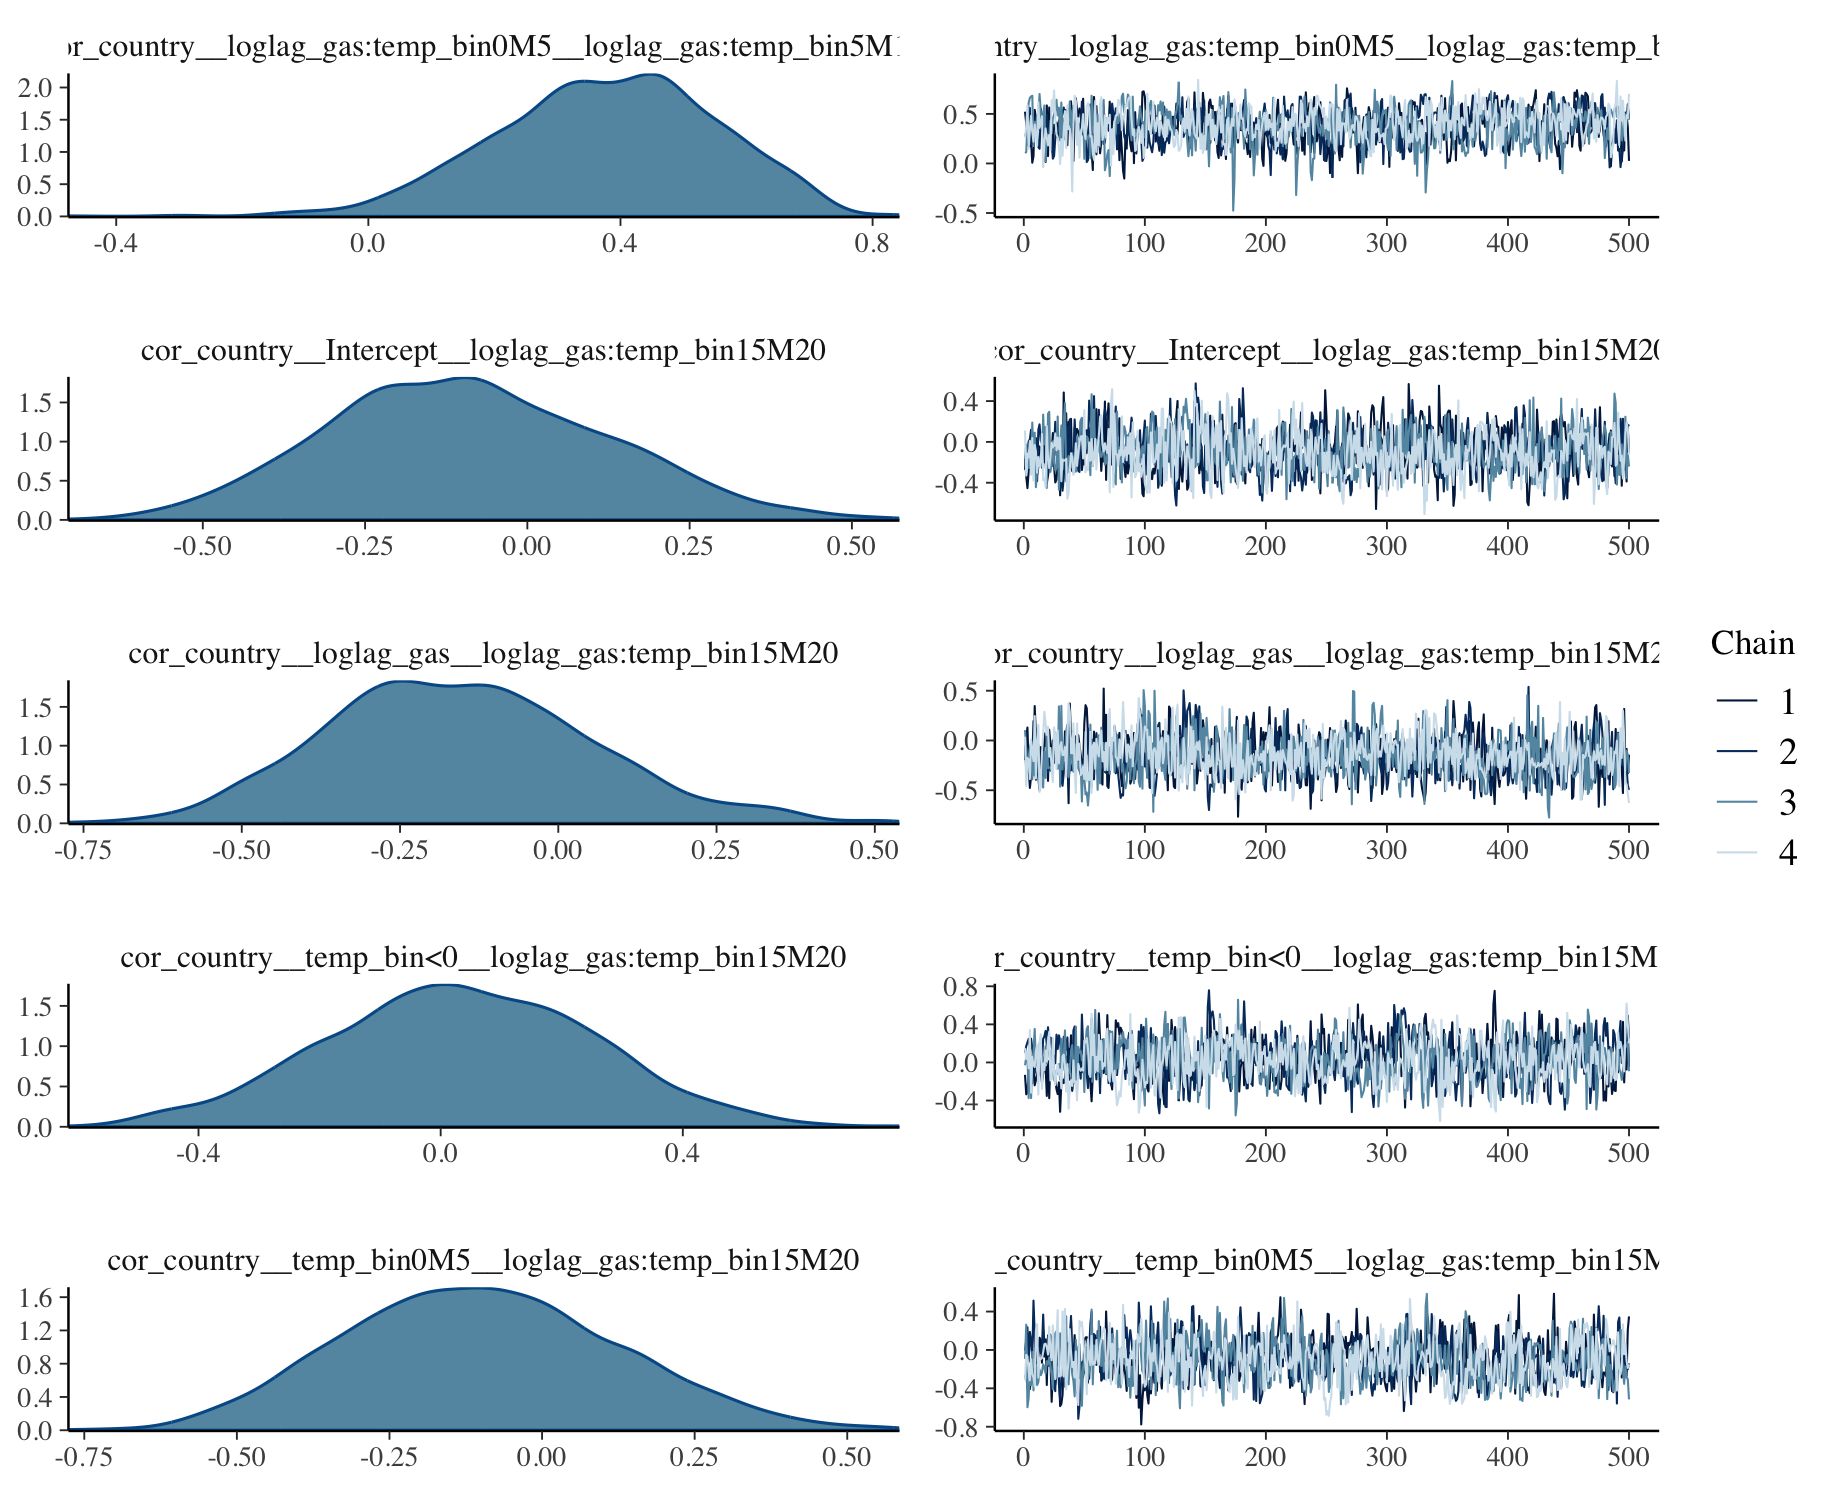 or_country__loglag_gas:temp_bin0M5__loglag_gas:temp_bin5M1
2.0
1.5
1.0
0.5
0.0
-0.4 0.0 0.4 0.8
ntry__loglag_gas:temp_bin0M5__loglag_gas:temp_b
0.5
0.0
-0.5
0 100 200 300 400 500
cor_country__Intercept__loglag_gas:temp_bin15M20
1.5
1.0
0.5
0.0
-0.50 -0.25 0.00 0.25 0.50
cor_country__Intercept__loglag_gas:temp_bin15M20
0.4
0.0
-0.4
0 100 200 300 400 500
cor_country__loglag_gas__loglag_gas:temp_bin15M20
1.5
1.0
0.5
0.0
-0.75 -0.50 -0.25 0.00 0.25 0.50
or_country__loglag_gas__loglag_gas:temp_bin15M2
0.5
0.0
-0.5
0 100 200 300 400 500
Chain
1
2
3
4
cor_country__temp_bin<0__loglag_gas:temp_bin15M20
1.5
1.0
0.5
0.0
-0.4 0.0 0.4
r_country__temp_bin<0__loglag_gas:temp_bin15M
0.8
0.4
0.0
-0.4
0 100 200 300 400 500
cor_country__temp_bin0M5__loglag_gas:temp_bin15M20
1.6
1.2
0.8
0.4
0.0
-0.75 -0.50 -0.25 0.00 0.25 0.50
_country__temp_bin0M5__loglag_gas:temp_bin15M
0.4
0.0
-0.4
-0.8
0 100 200 300 400 500